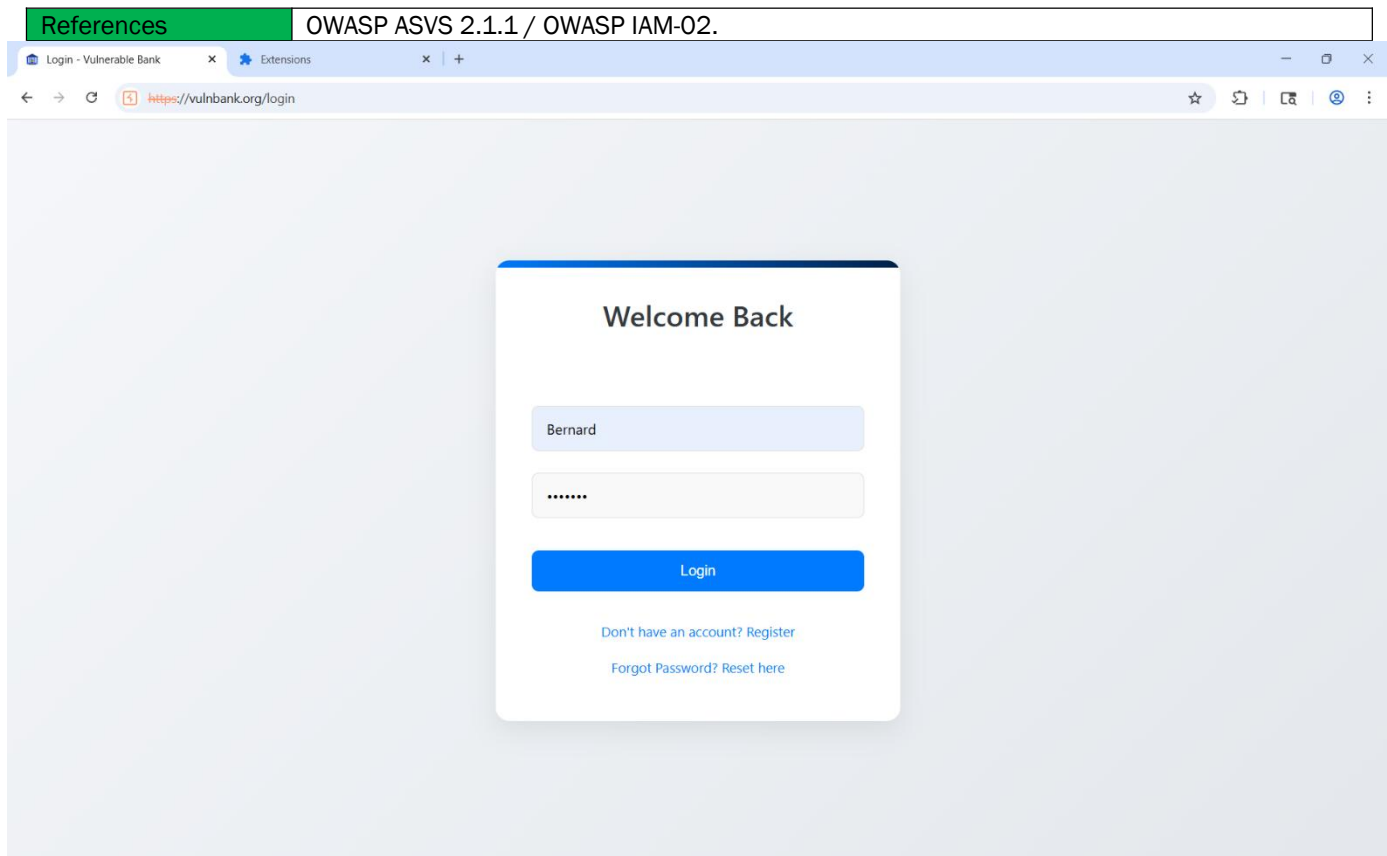 References OWASP ASVS 2.1.1 / OWASP IAM-02.
Login - Vulnerable Bank Extensions
https://vulnbank.org/login
Welcome Back
Bernard
•••••••
Login
Don't have an account? Register
Forgot Password? Reset here